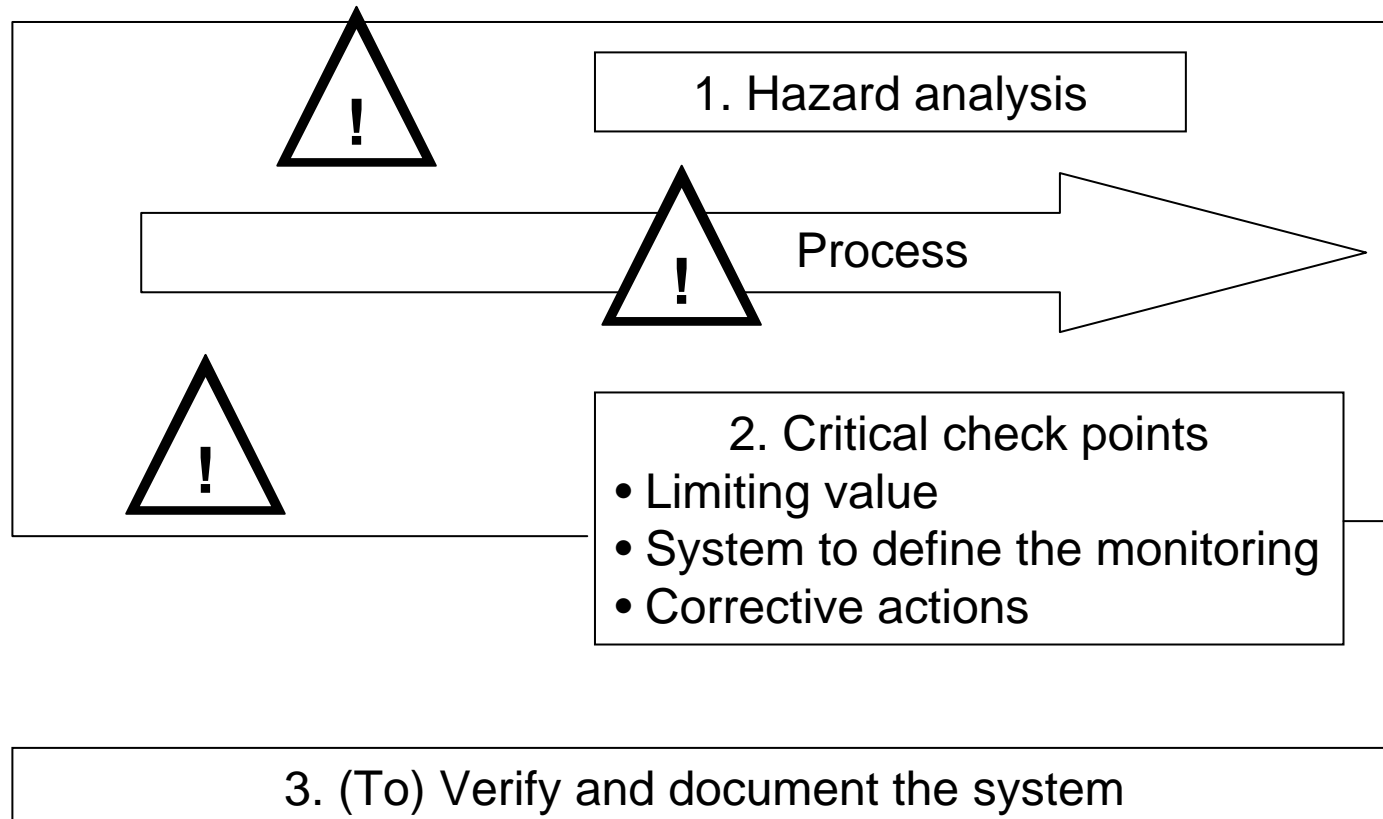 !
1. Hazard analysis
!
Process
!
2. Critical check points
• Limiting value
• System to define the monitoring
• Corrective actions
3. (To) Verify and document the system